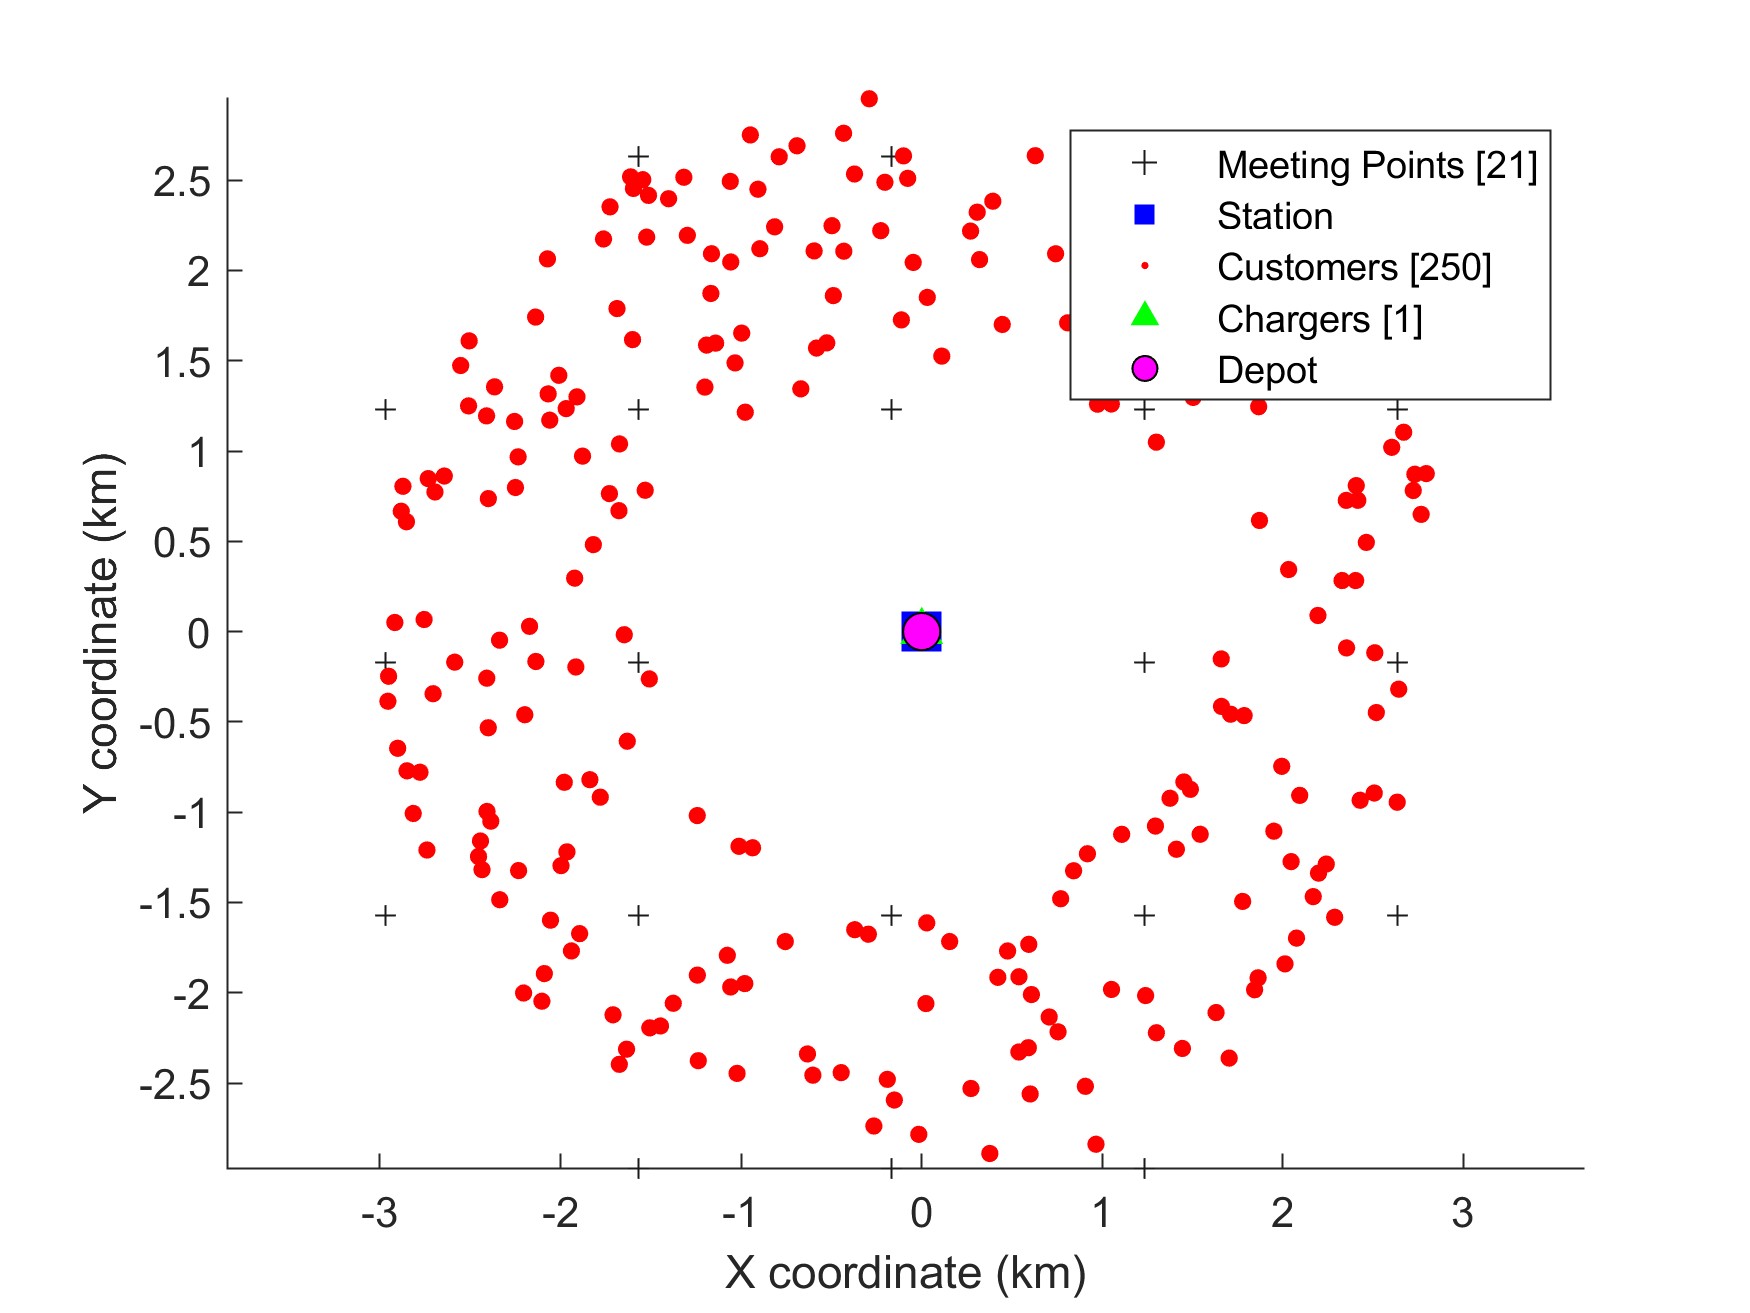 Meeting Points [21]
Station
Customers [250]
Chargers [1]
Depot
2.5
2
1.5
1
0.5
0
-0.5
-1
-1.5
-2
-2.5
Y coordinate (km)
-3 -2 -1 0 1 2 3
X coordinate (km)